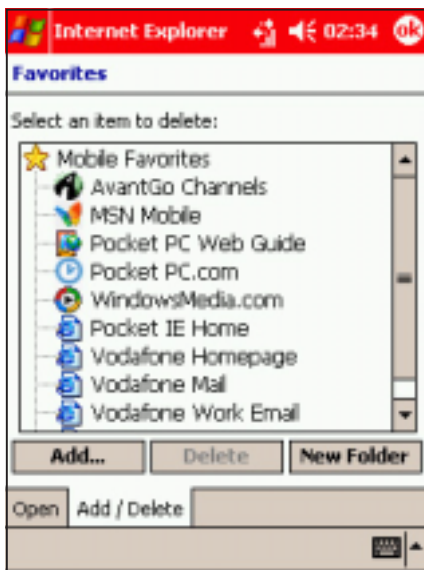 Internet Explorer 02:34 ok
Favorites
Select an item to delete:
Mobile Favorites
AvantGo Channels
MSN Mobile
Pocket PC Web Guide
Pocket PC.com
WindowsMedia.com
Pocket IE Home
Vodafone Homepage
Vodafone Mail
Vodafone Work Email
Add... Delete New Folder
Open Add / Delete